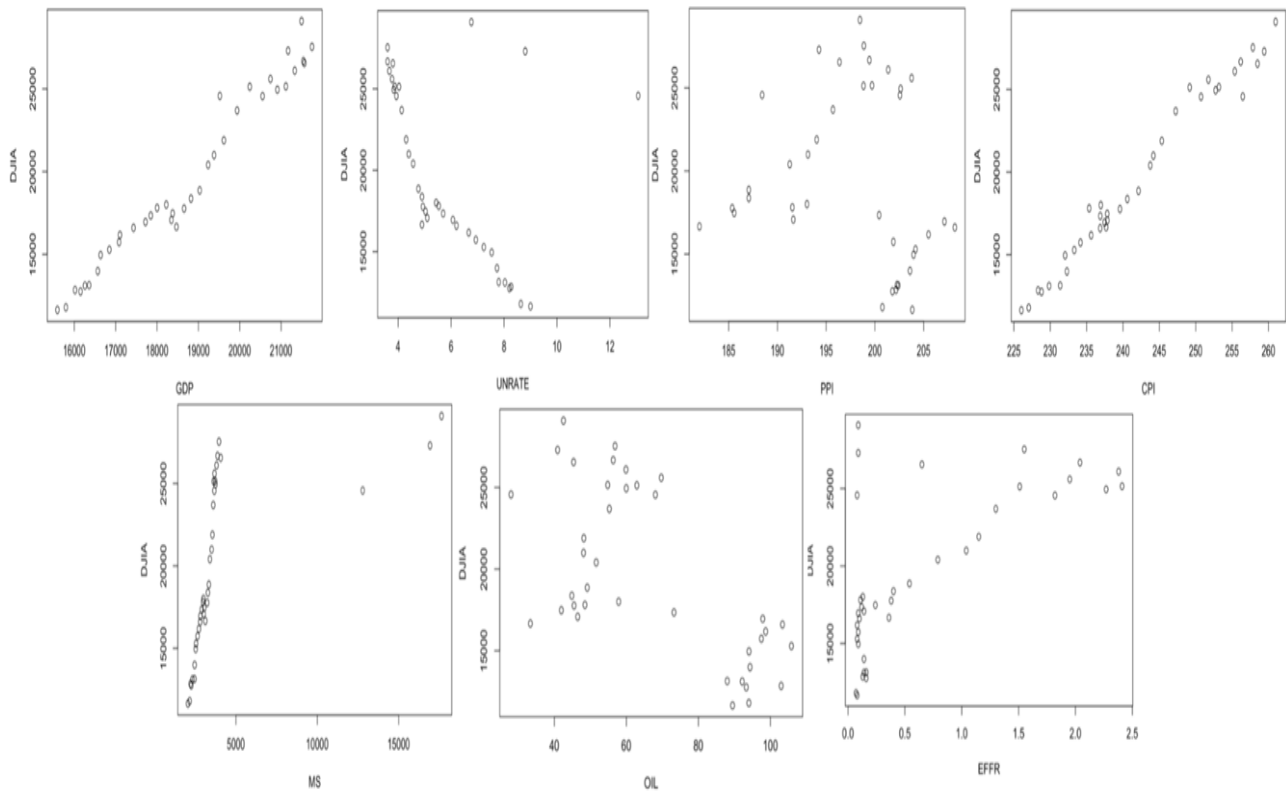 DJIA
15000 20000 25000
16000 17000 18000 19000 20000 21000
GDP
DJIA
15000 20000 25000
4 6 8 10 12
UNRATE
DJIA
15000 20000 25000
185 190 195 200 205
PPI
DJIA
15000 20000 25000
225 230 235 240 245 250 255 260
CPI
DJIA
15000 20000 25000
5000 10000 15000
MS
DJIA
15000 20000 25000
40 60 80 100
OIL
DJIA
15000 20000 25000
0.0 0.5 1.0 1.5 2.0 2.5
EFFR